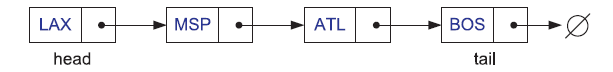 LAX MSP ATL BOS ∅
head tail